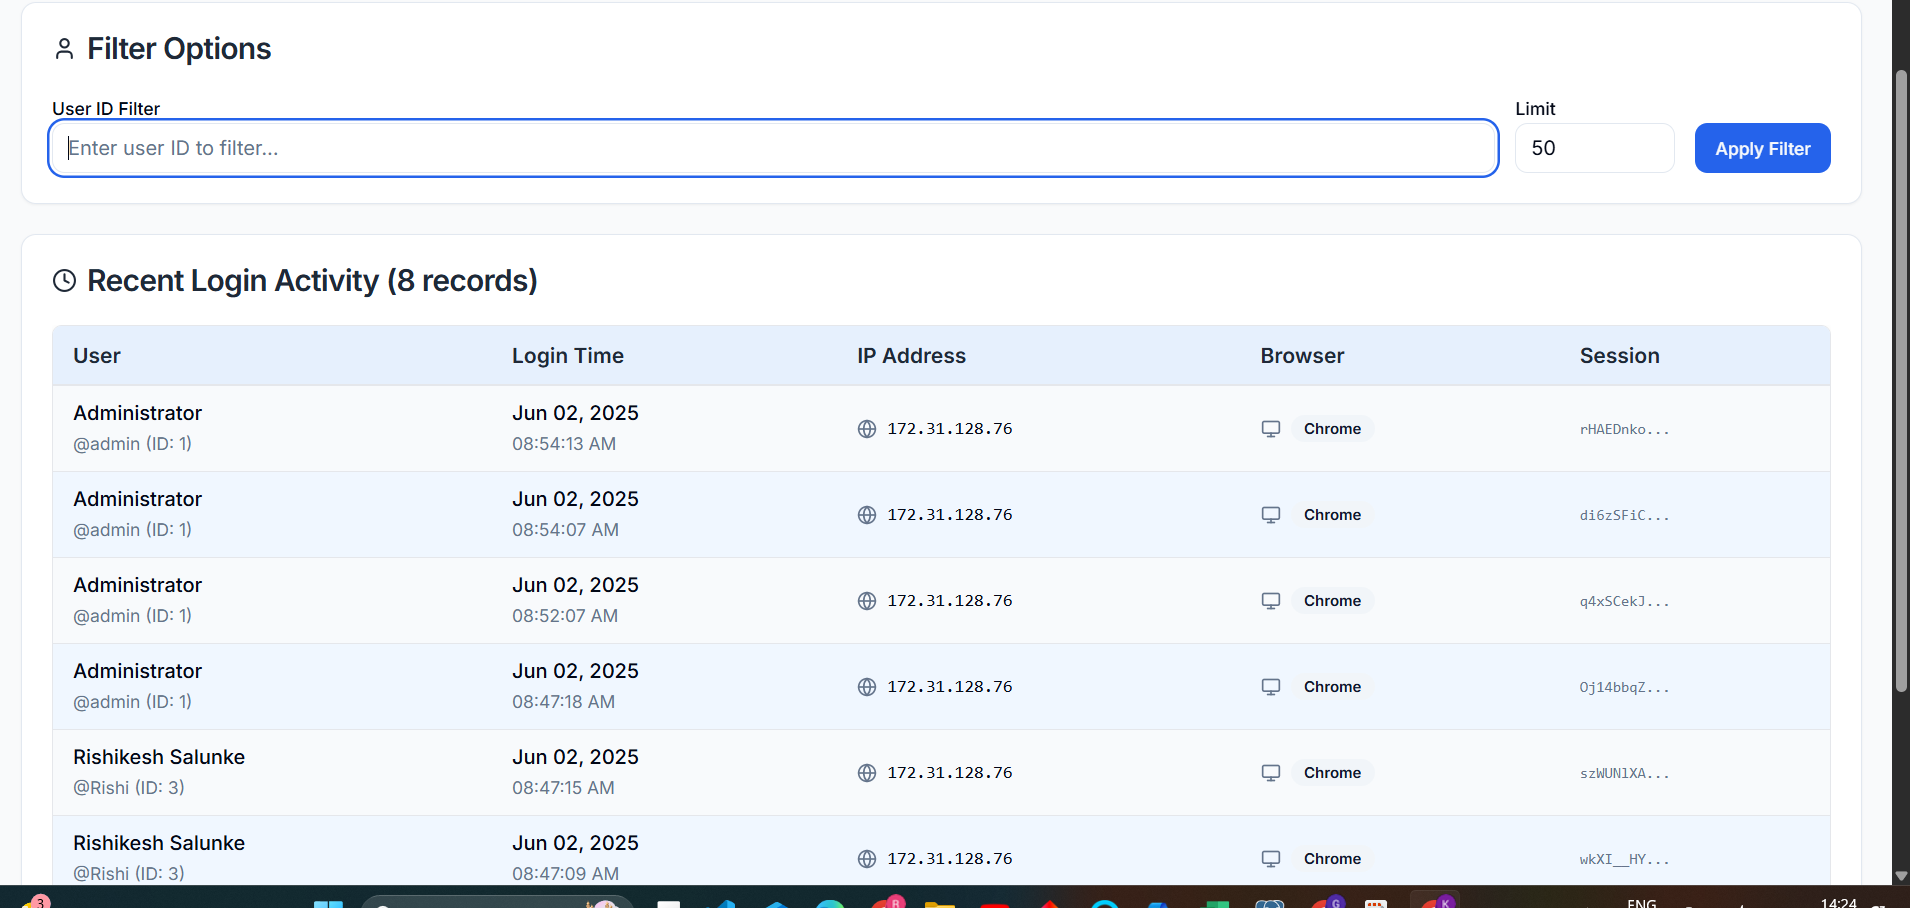 Filter Options
User ID Filter
Limit
Enter user ID to filter...
50
Apply Filter
Recent Login Activity (8 records)
User Login Time IP Address Browser Session
Administrator
@admin (ID: 1)
Jun 02, 2025
08:54:13 AM
172.31.128.76
Chrome
rHAEDnko...
Administrator
@admin (ID: 1)
Jun 02, 2025
08:54:07 AM
172.31.128.76
Chrome
di6zSFiC...
Administrator
@admin (ID: 1)
Jun 02, 2025
08:52:07 AM
172.31.128.76
Chrome
q4xSCekJ...
Administrator
@admin (ID: 1)
Jun 02, 2025
08:47:18 AM
172.31.128.76
Chrome
Oj14bbqZ...
Rishikesh Salunke
@Rishi (ID: 3)
Jun 02, 2025
08:47:15 AM
172.31.128.76
Chrome
szWUNlXA...
Rishikesh Salunke
@Rishi (ID: 3)
Jun 02, 2025
08:47:09 AM
172.31.128.76
Chrome
wkXI__HY...
3
R
G
K
ENG
14:24